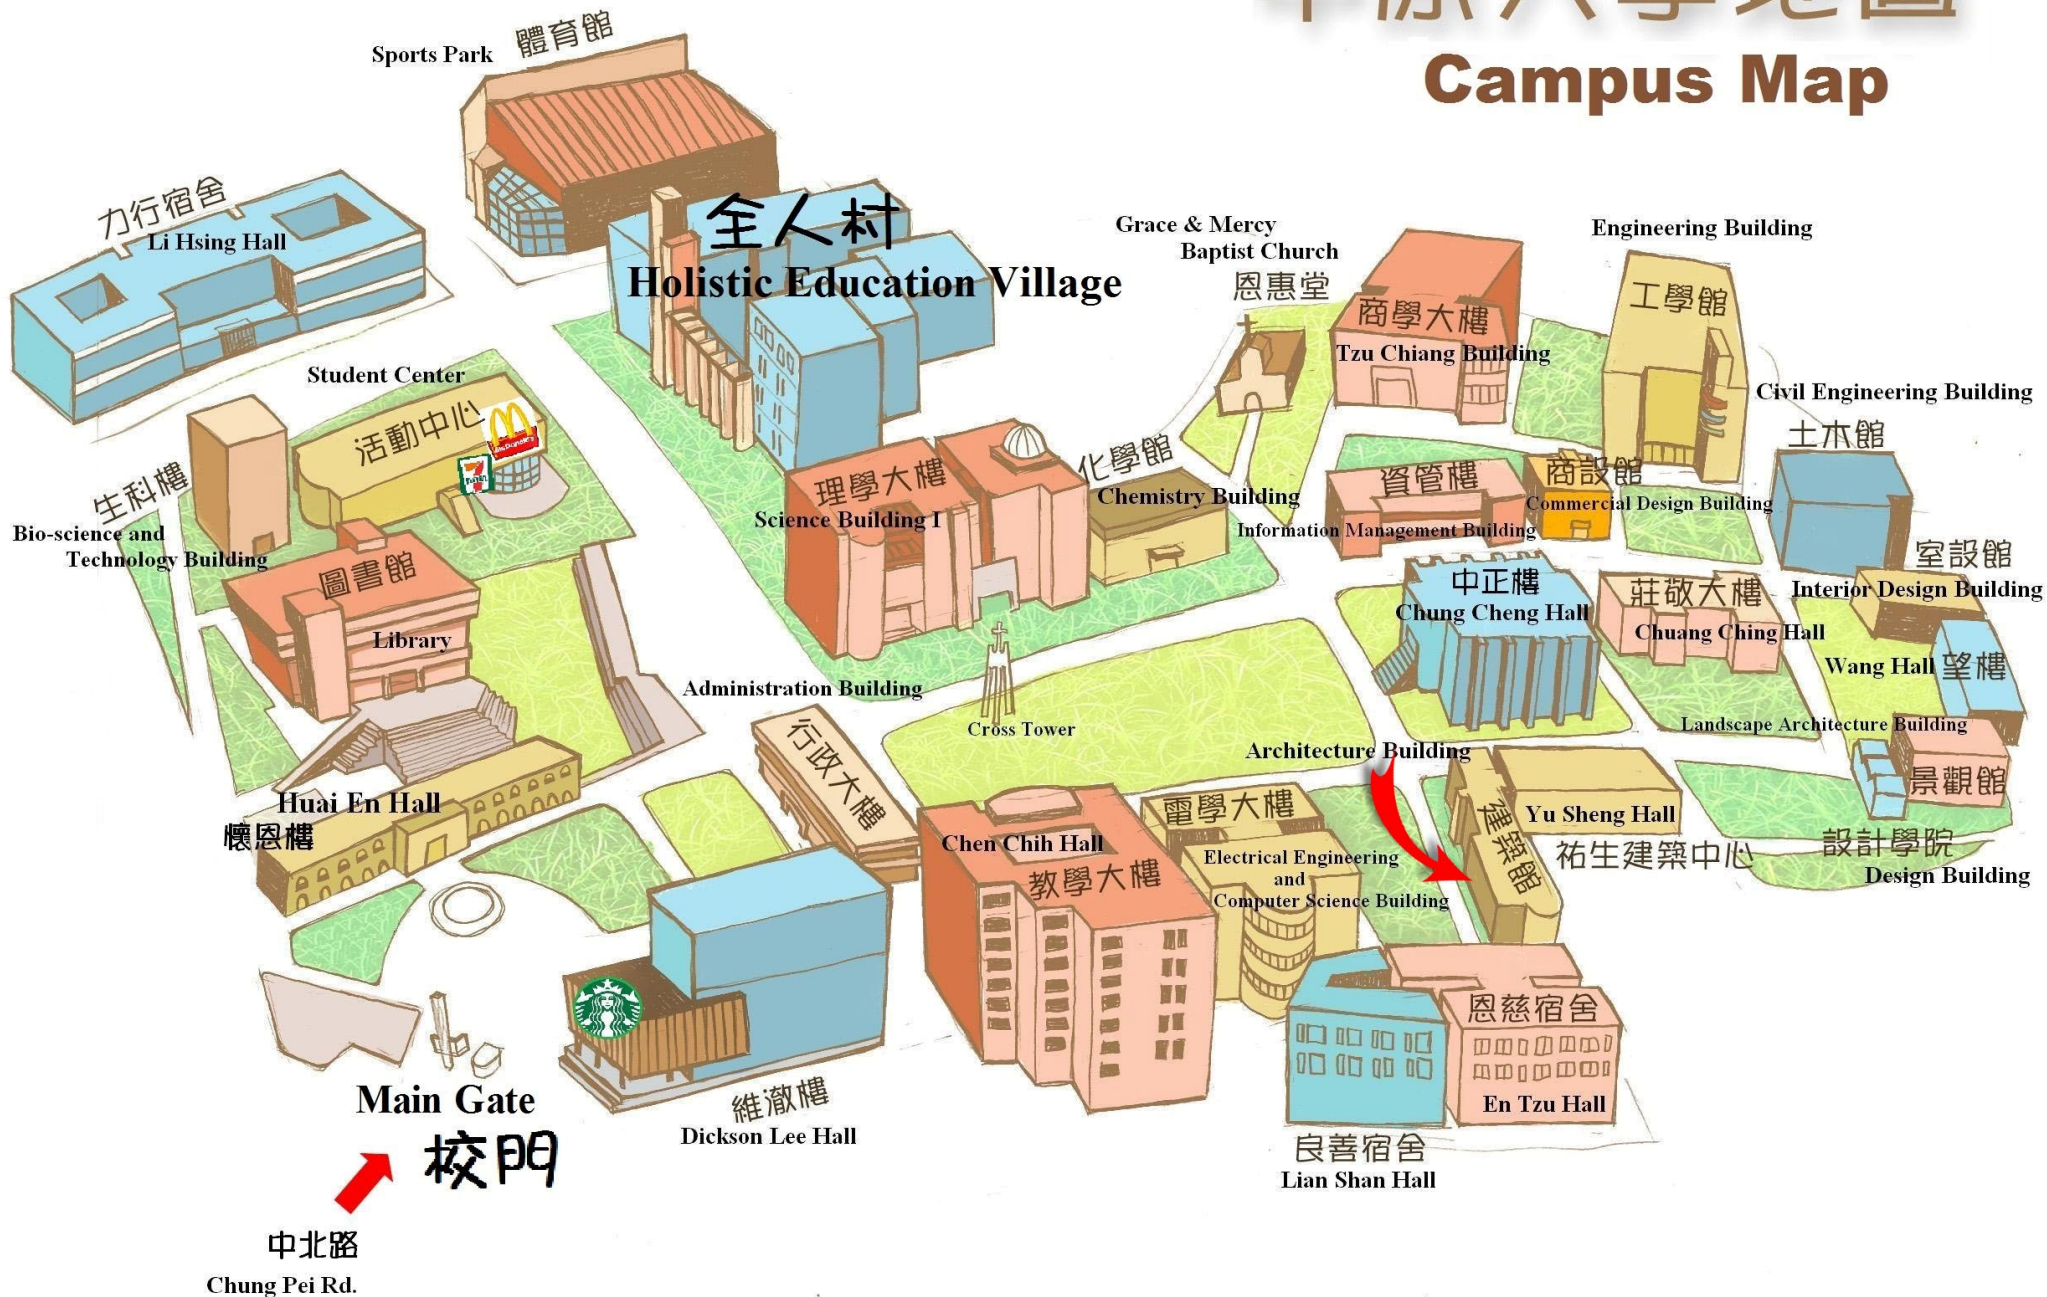 中原大學地圖
Campus Map
體育館
Sports Park
力行宿舍
Li Hsing Hall
全人村
Holistic Education Village
Grace & Mercy
Baptist Church
恩惠堂
商學大樓
Tzu Chiang Building
Engineering Building
工學館
Student Center
活動中心
McDonald's
7
ELEVEN
Civil Engineering Building
土木館
生科樓
Bio-science and
Technology Building
理學大樓
Science Building I
化學館
Chemistry Building
資管樓
Information Management Building
商設館
Commercial Design Building
圖書館
Library
中正樓
Chung Cheng Hall
莊敬大樓
Chuang Ching Hall
室設館
Interior Design Building
Wang Hall 望樓
Administration Building
行政大樓
Cross Tower
Landscape Architecture Building
景觀館
Architecture Building
建築館
Yu Sheng Hall
祐生建築中心
設計學院
Design Building
Huai En Hall
懷恩樓
Chen Chih Hall
教學大樓
電學大樓
Electrical Engineering
and
Computer Science Building
恩慈宿舍
En Tzu Hall
良善宿舍
Lian Shan Hall
維澈樓
Dickson Lee Hall
Main Gate
校門
中北路
Chung Pei Rd.